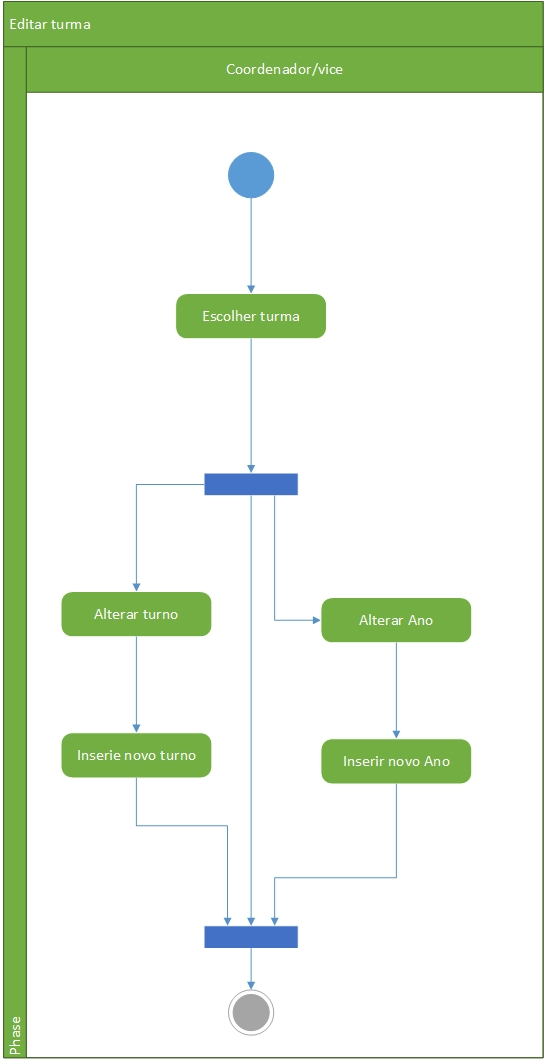 Editar turma
Coordenador/vice
Escolher turma
Alterar turno
Alterar Ano
Inserie novo turno
Inserir novo Ano
Phase